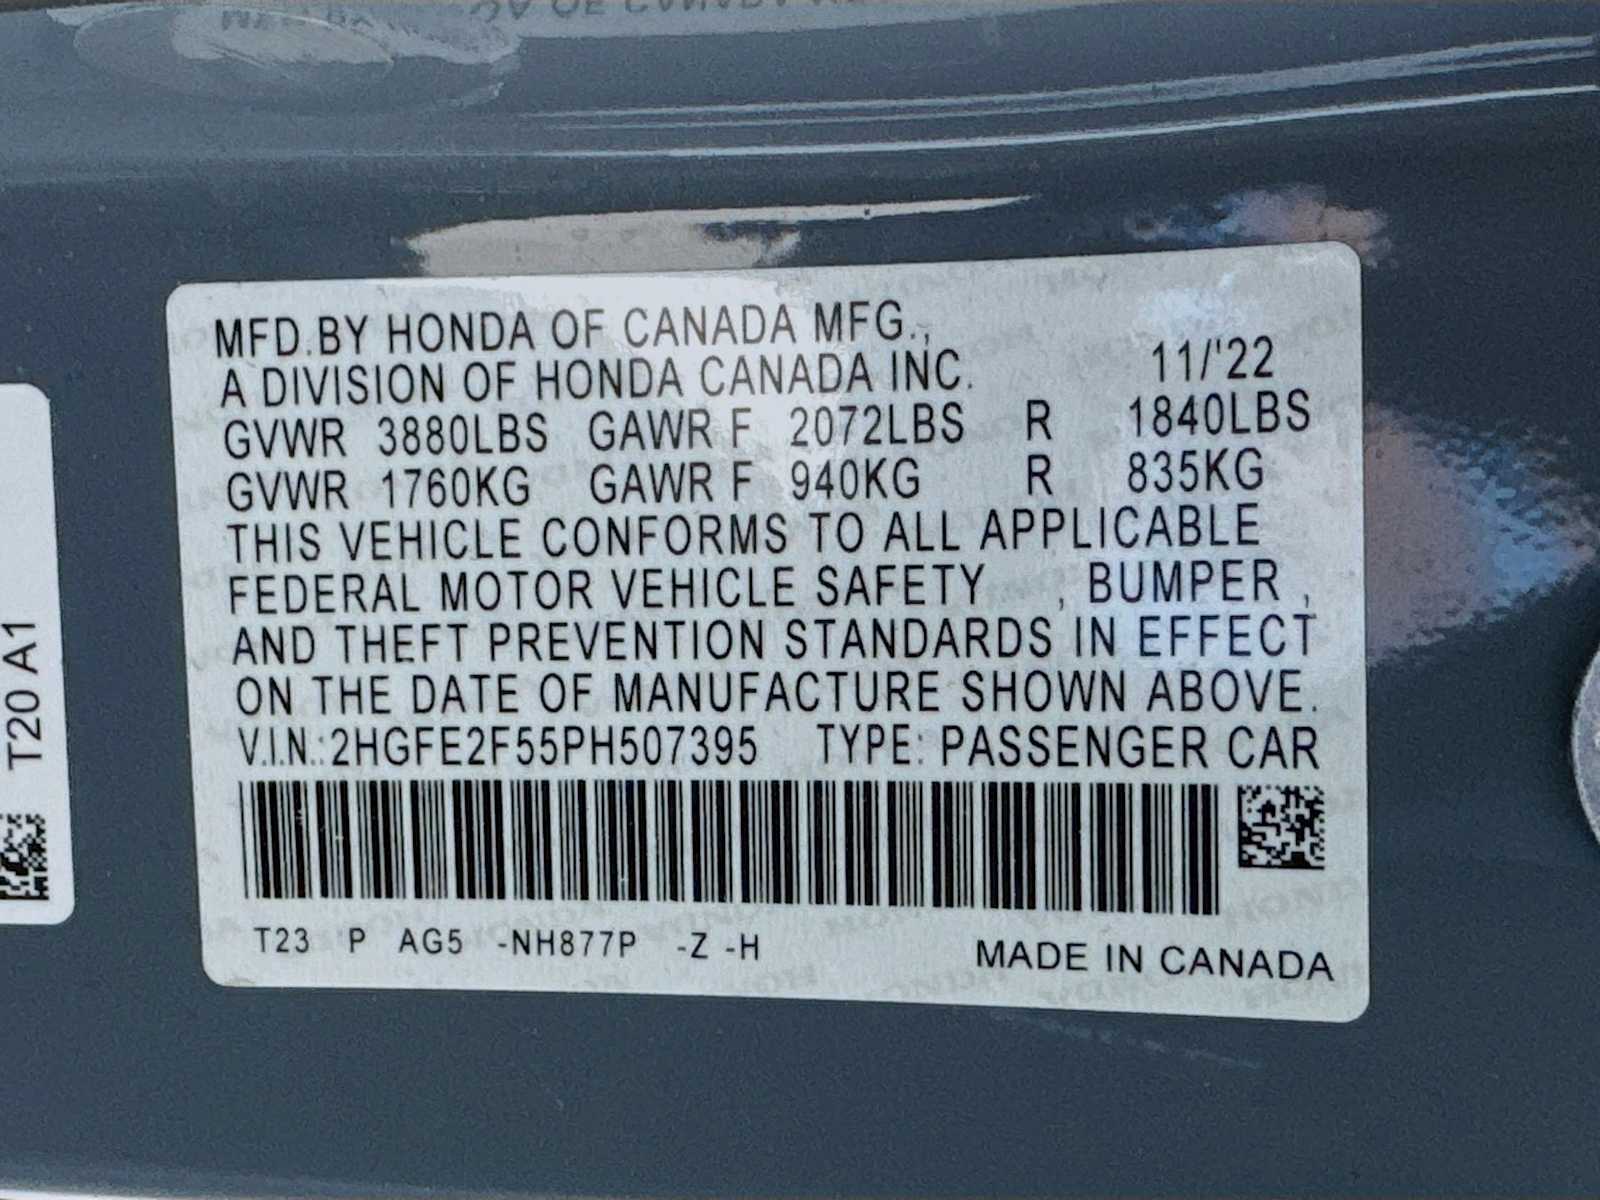 MFD.BY HONDA OF CANADA MFG.,
A DIVISION OF HONDA CANADA INC. 11/'22
GVWR 3880LBS GAWR F 2072LBS R 1840LBS
GVWR 1760KG GAWR F 940KG R 835KG
THIS VEHICLE CONFORMS TO ALL APPLICABLE
FEDERAL MOTOR VEHICLE SAFETY , BUMPER ,
AND THEFT PREVENTION STANDARDS IN EFFECT
ON THE DATE OF MANUFACTURE SHOWN ABOVE.
V.I.N.:2HGFE2F55PH507395 TYPE: PASSENGER CAR
T23 P AG5 -NH877P -Z -H MADE IN CANADA
T20 A1